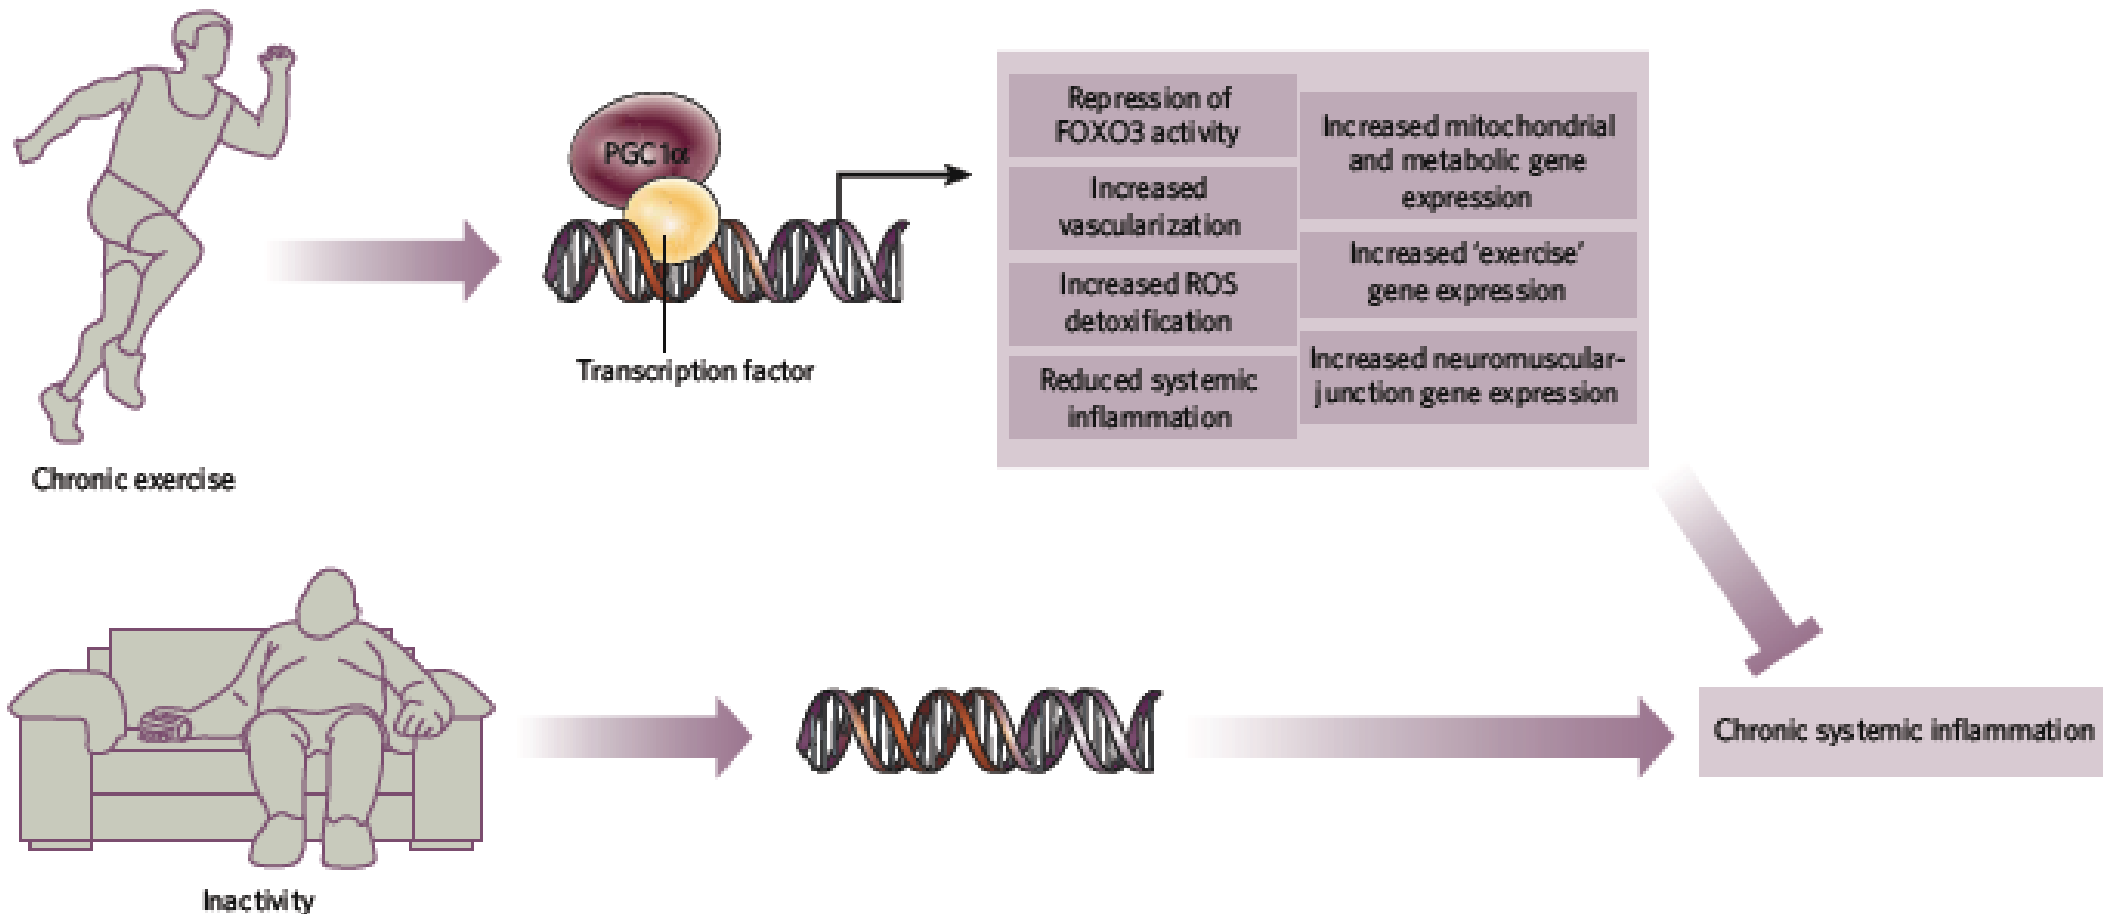 PGC1α
Transcription factor
Chronic exercise
Repression of
FOXO3 activity
Increased
vascularization
Increased ROS
detoxification
Reduced systemic
inflammation
Increased mitochondrial
and metabolic gene
expression
Increased ‘exercise’
gene expression
Increased neuromuscular-
junction gene expression
Inactivity
Chronic systemic inflammation